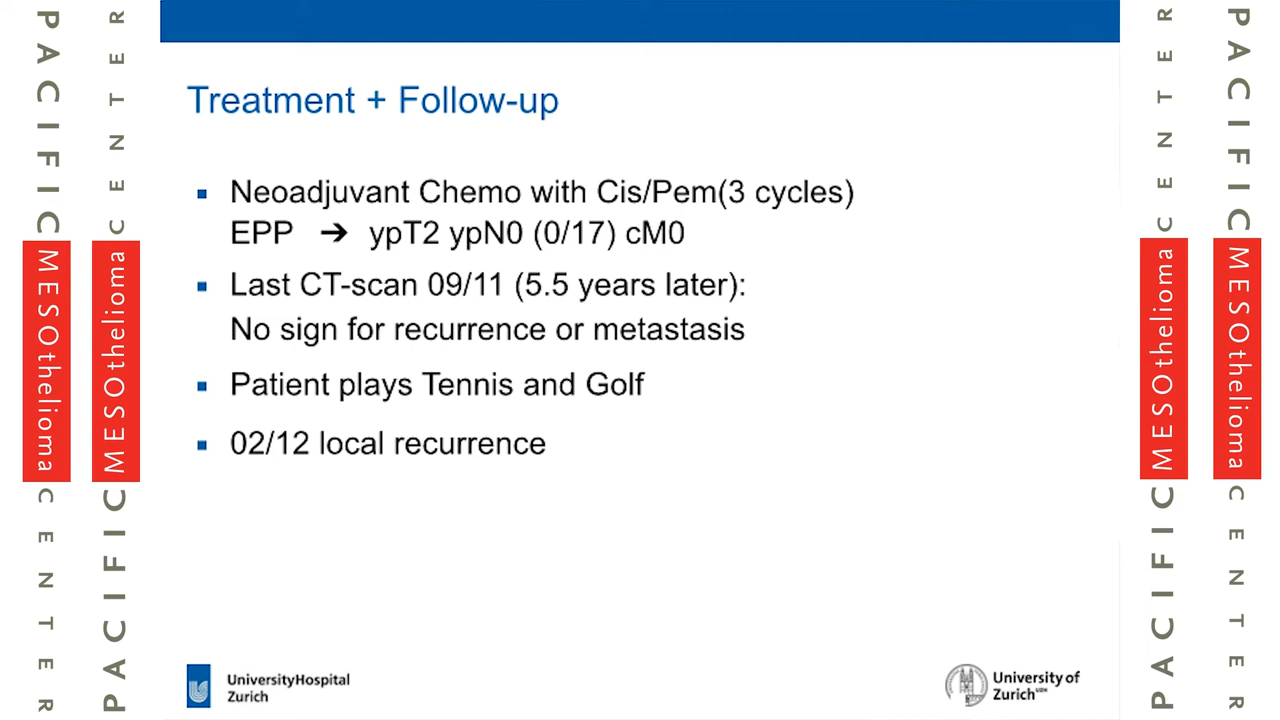 PACIFIC MESOthelioma CENTER
PACIFIC MESOthelioma CENTER
Treatment + Follow-up
▪ Neoadjuvant Chemo with Cis/Pem(3 cycles)
EPP ➔ ypT2 ypN0 (0/17) cM0
▪ Last CT-scan 09/11 (5.5 years later):
No sign for recurrence or metastasis
▪ Patient plays Tennis and Golf
▪ 02/12 local recurrence
UniversityHospital
Zurich
University of
Zurich UZH
PACIFIC MESOthelioma CENTER
PACIFIC MESOthelioma CENTER